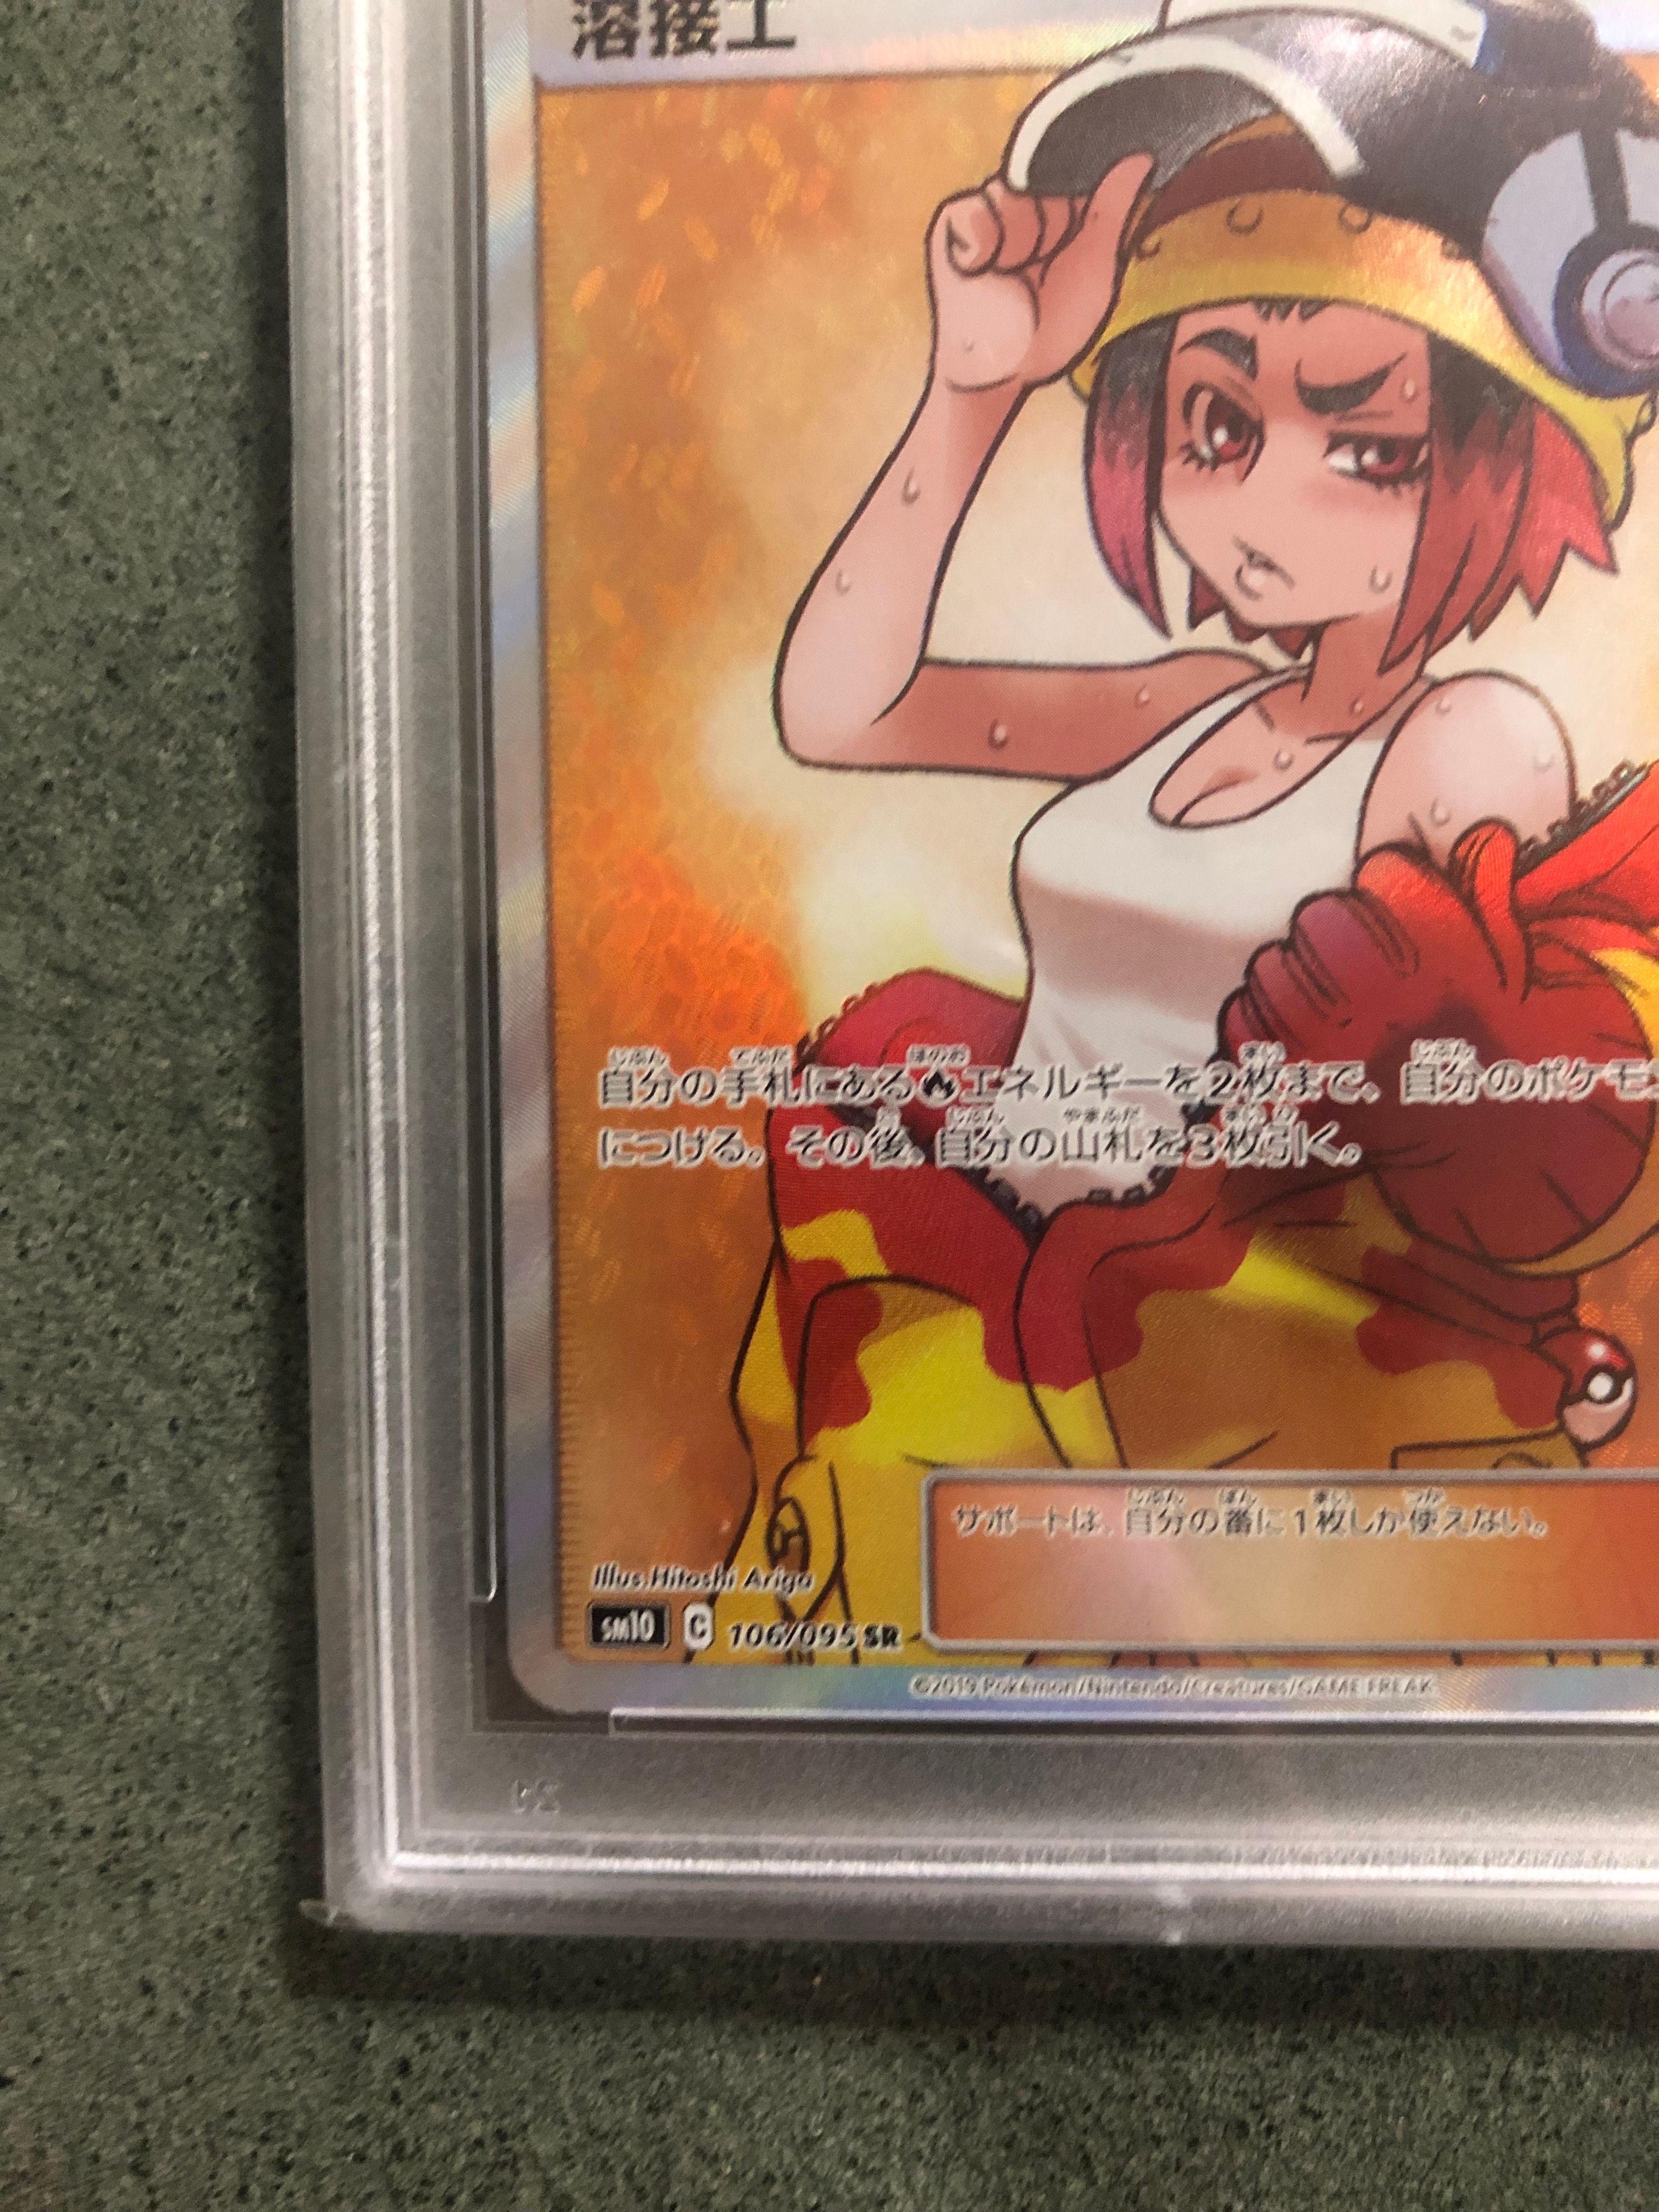 溶接士
自分の手札にあるエネルギーを2枚まで、自分のポケモ
につける。その後、自分の山札を3枚引く。
サポートは、自分の番に1枚しか使えない。
Illus.Hitoshi Ariga
SM10 C 106/095 SR
©2019 Pokémon/Nintendo/Creatures/GAME FREAK